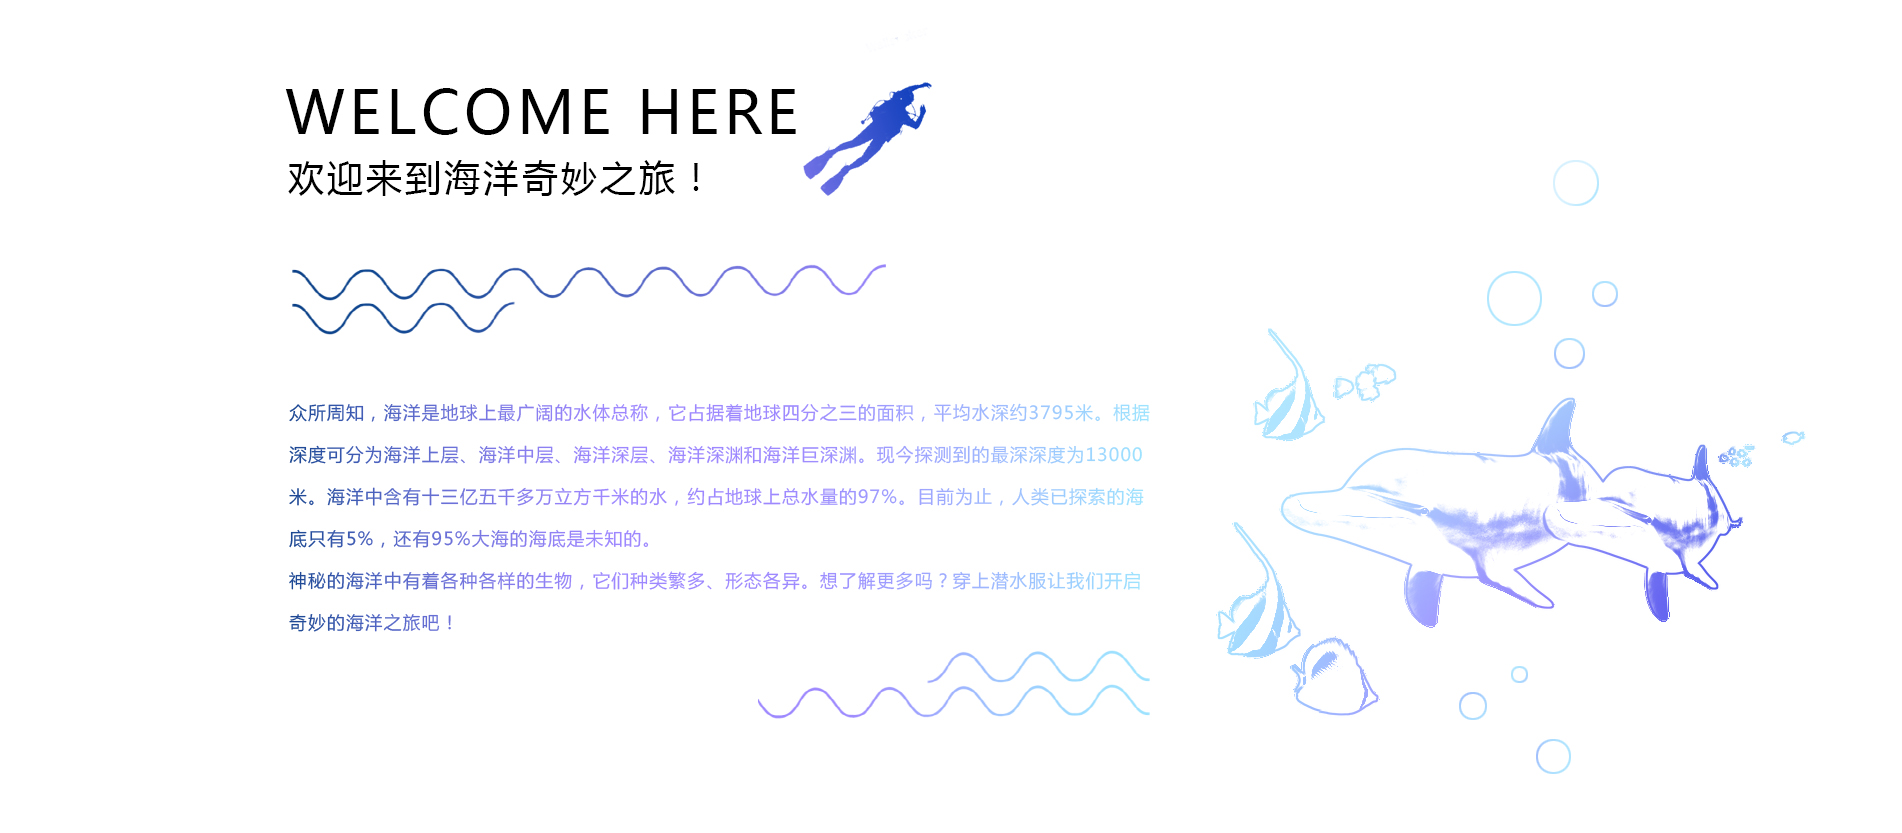 WELCOME HERE
欢迎来到海洋奇妙之旅！
众所周知，海洋是地球上最广阔的水体总称，它占据着地球四分之三的面积，平均水深约3795米。根据
深度可分为海洋上层、海洋中层、海洋深层、海洋深渊和海洋巨深渊。现今探测到的最深深度为13000
米。海洋中含有十三亿五千多万立方千米的水，约占地球上总水量的97%。目前为止，人类已探索的海
底只有5%，还有95%大海的海底是未知的。
神秘的海洋中有着各种各样的生物，它们种类繁多、形态各异。想了解更多吗？穿上潜水服让我们开启
奇妙的海洋之旅吧！